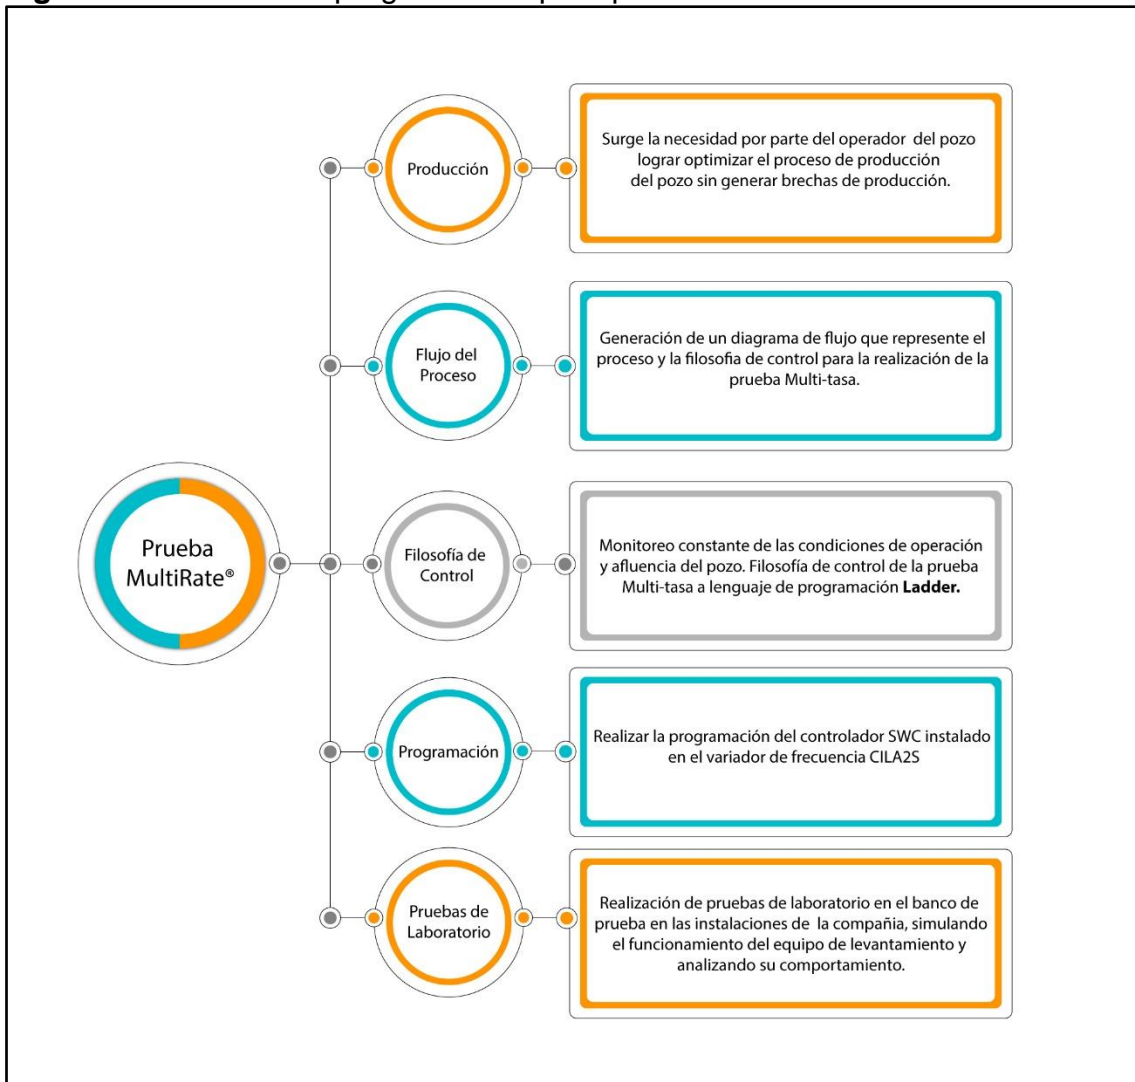 Producción
Surge la necesidad por parte del operador del pozo
lograr optimizar el proceso de producción
del pozo sin generar brechas de producción.
Flujo del
Proceso
Generación de un diagrama de flujo que represente el
proceso y la filosofia de control para la realización de la
prueba Multi-tasa.
Prueba
MultiRate®
Filosofía de
Control
Monitoreo constante de las condiciones de operación
y afluencia del pozo. Filosofía de control de la prueba
Multi-tasa a lenguaje de programación Ladder.
Programación
Realizar la programación del controlador SWC instalado
en el variador de frecuencia CILA2S
Pruebas de
Laboratorio
Realización de pruebas de laboratorio en el banco de
prueba en las instalaciones de la compañia, simulando
el funcionamiento del equipo de levantamiento y
analizando su comportamiento.